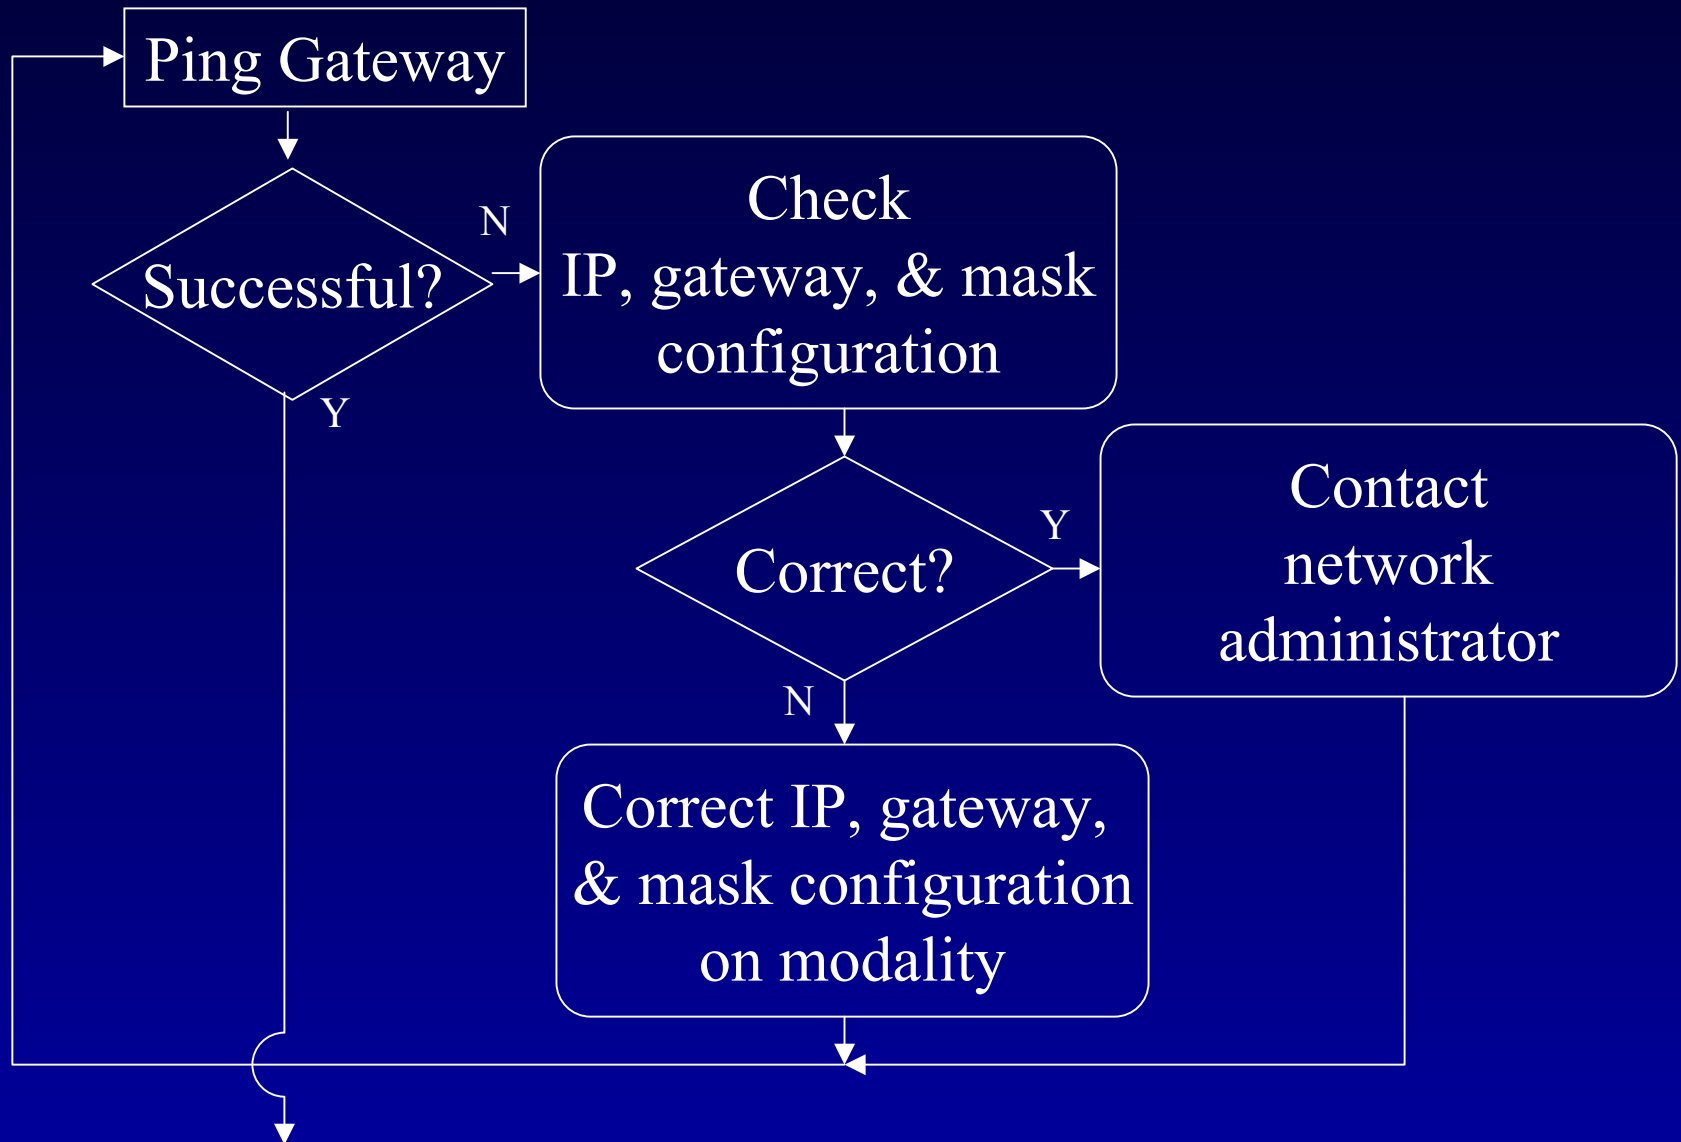 Ping Gateway
Successful?
N
Y
Check
IP, gateway, & mask
configuration
Correct?
Y
N
Contact
network
administrator
Correct IP, gateway,
& mask configuration
on modality